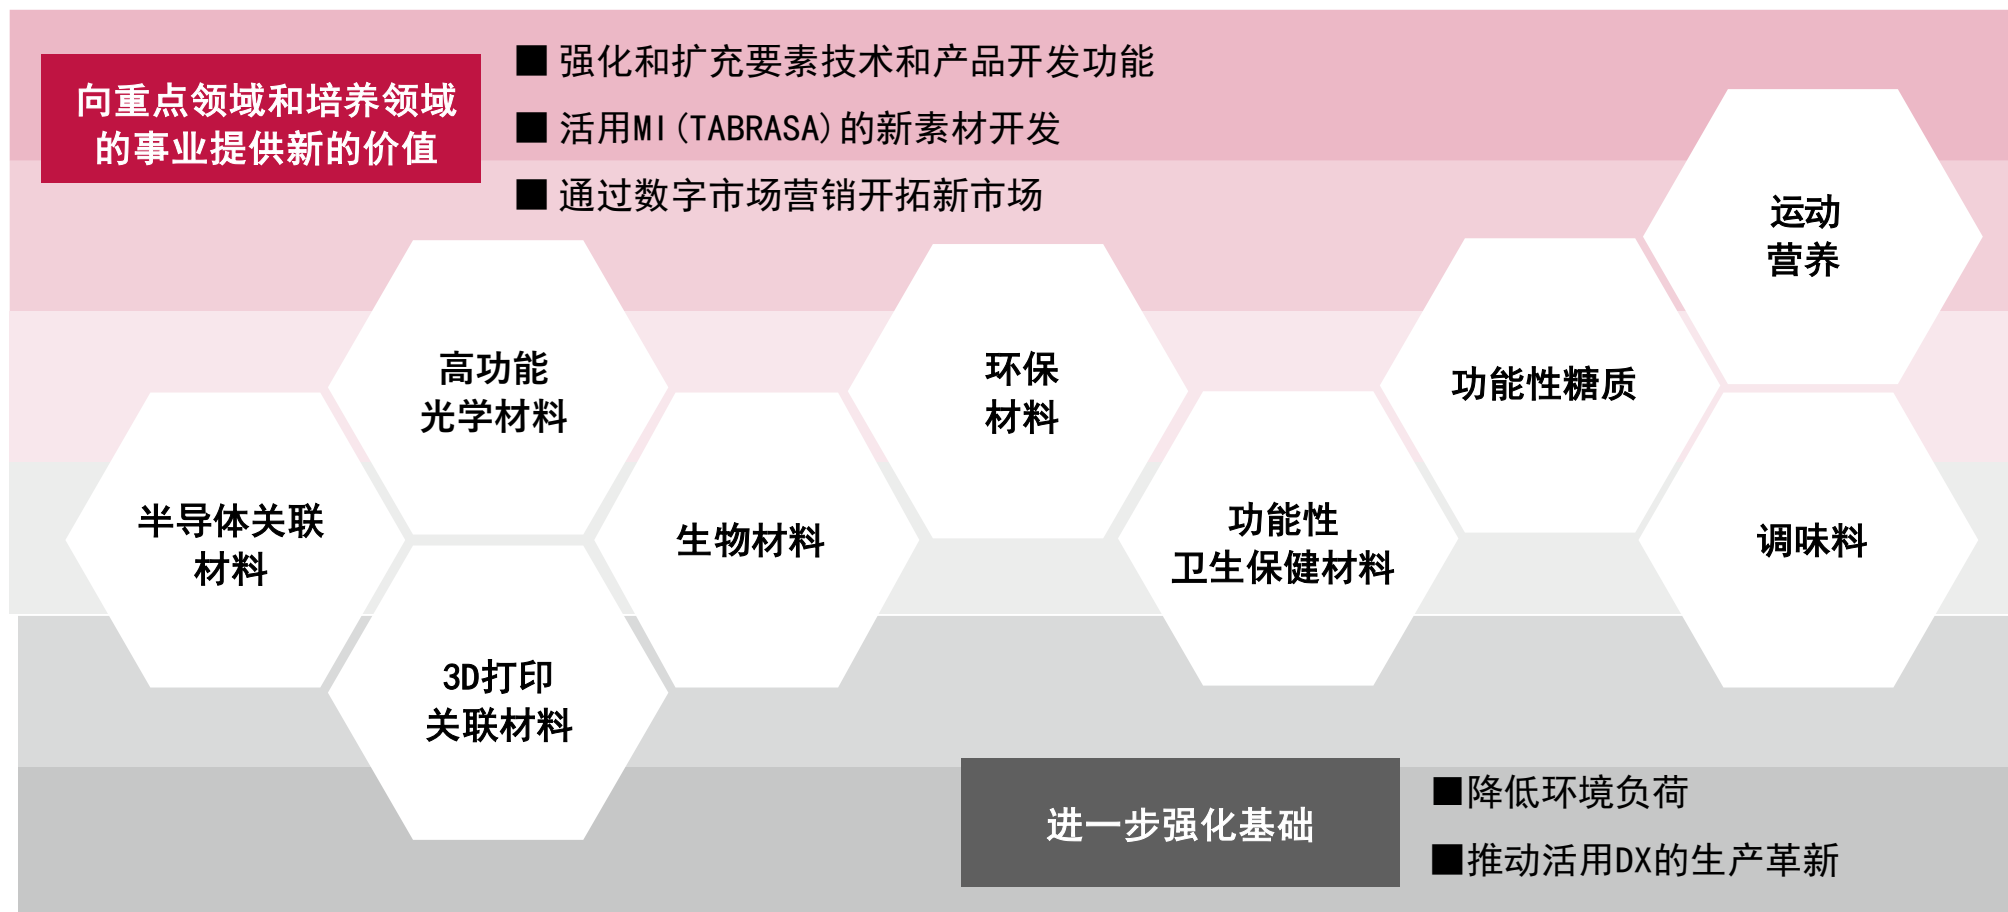 向重点领域和培养领域
的事业提供新的价值
■ 强化和扩充要素技术和产品开发功能
■ 活用MI(TABRASA)的新素材开发
■ 通过数字市场营销开拓新市场
运动
营养
高功能
光学材料
环保
材料
功能性糖质
半导体关联
材料
生物材料
功能性
卫生保健材料
调味料
3D打印
关联材料
进一步强化基础
■降低环境负荷
■推动活用DX的生产革新